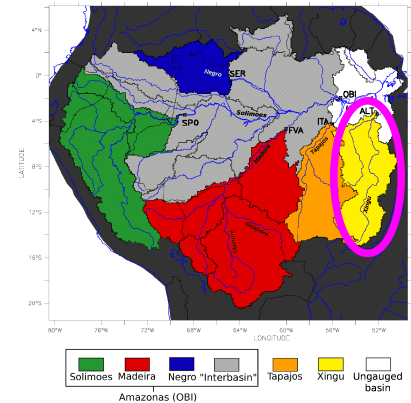 4°N
0°
4°S
8°S
12°S
16°S
20°S
LATITUDE
80°W
76°W
72°W
68°W
64°W
60°W
56°W
52°W
LONGITUDE
Negro
SER
OBI
ALT
SPO
Solimoes
ITA
FVA
Tapajos
Madeira
Xingu
Guapore
Mamore
Solimoes
Madeira
Negro
"Interbasin"
Tapajos
Xingu
Ungauged
basin
Amazonas (OBI)